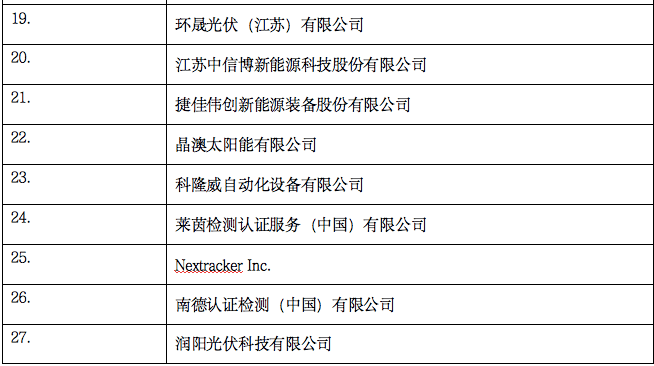 19. 环晟光伏（江苏）有限公司
20. 江苏中信博新能源科技股份有限公司
21. 捷佳伟创新能源装备股份有限公司
22. 晶澳太阳能有限公司
23. 科隆威自动化设备有限公司
24. 莱茵检测认证服务（中国）有限公司
25. Nextracker Inc.
26. 南德认证检测（中国）有限公司
27. 润阳光伏科技有限公司